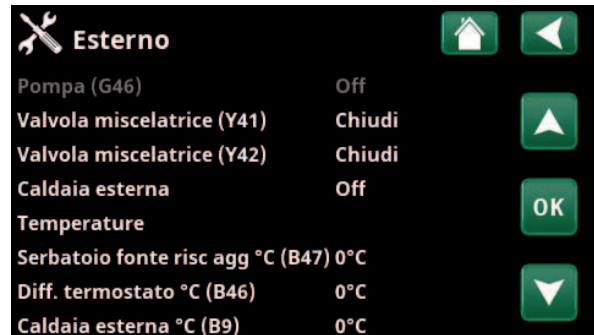 Esterno
Pompa (G46) Off
Valvola miscelatrice (Y41) Chiudi
Valvola miscelatrice (Y42) Chiudi
Caldaia esterna Off
OK
Temperature
Serbatoio fonte risc agg °C (B47) 0°C
Diff. termostato °C (B46) 0°C
Caldaia esterna °C (B9) 0°C